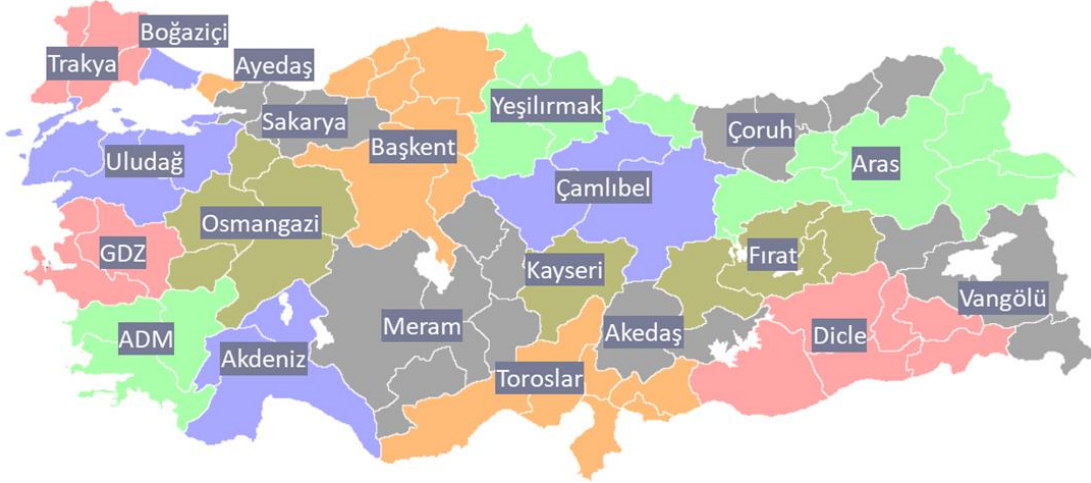 Boğaziçi
Trakya
Ayedaş
Sakarya
Yeşilırmak
Çoruh
Başkent
Uludağ
Aras
Çamlıbel
Osmangazi
GDZ
Kayseri
Fırat
Vangölü
Meram
Akedaş
Dicle
ADM
Akdeniz
Toroslar